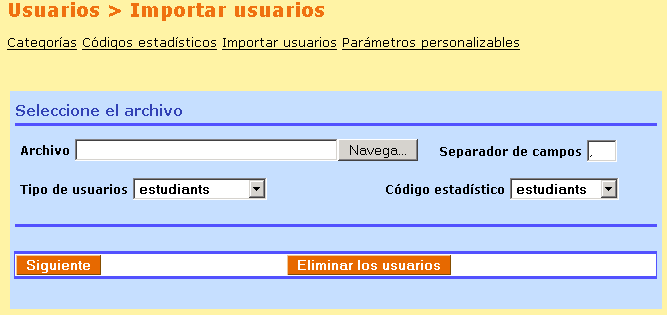 Usuarios > Importar usuarios
Categorías Códigos estadísticos Importar usuarios Parámetros personalizables
Seleccione el archivo
Archivo Navega... Separador de campos ,
Tipo de usuarios estudiants Código estadístico estudiants
Siguiente Eliminar los usuarios